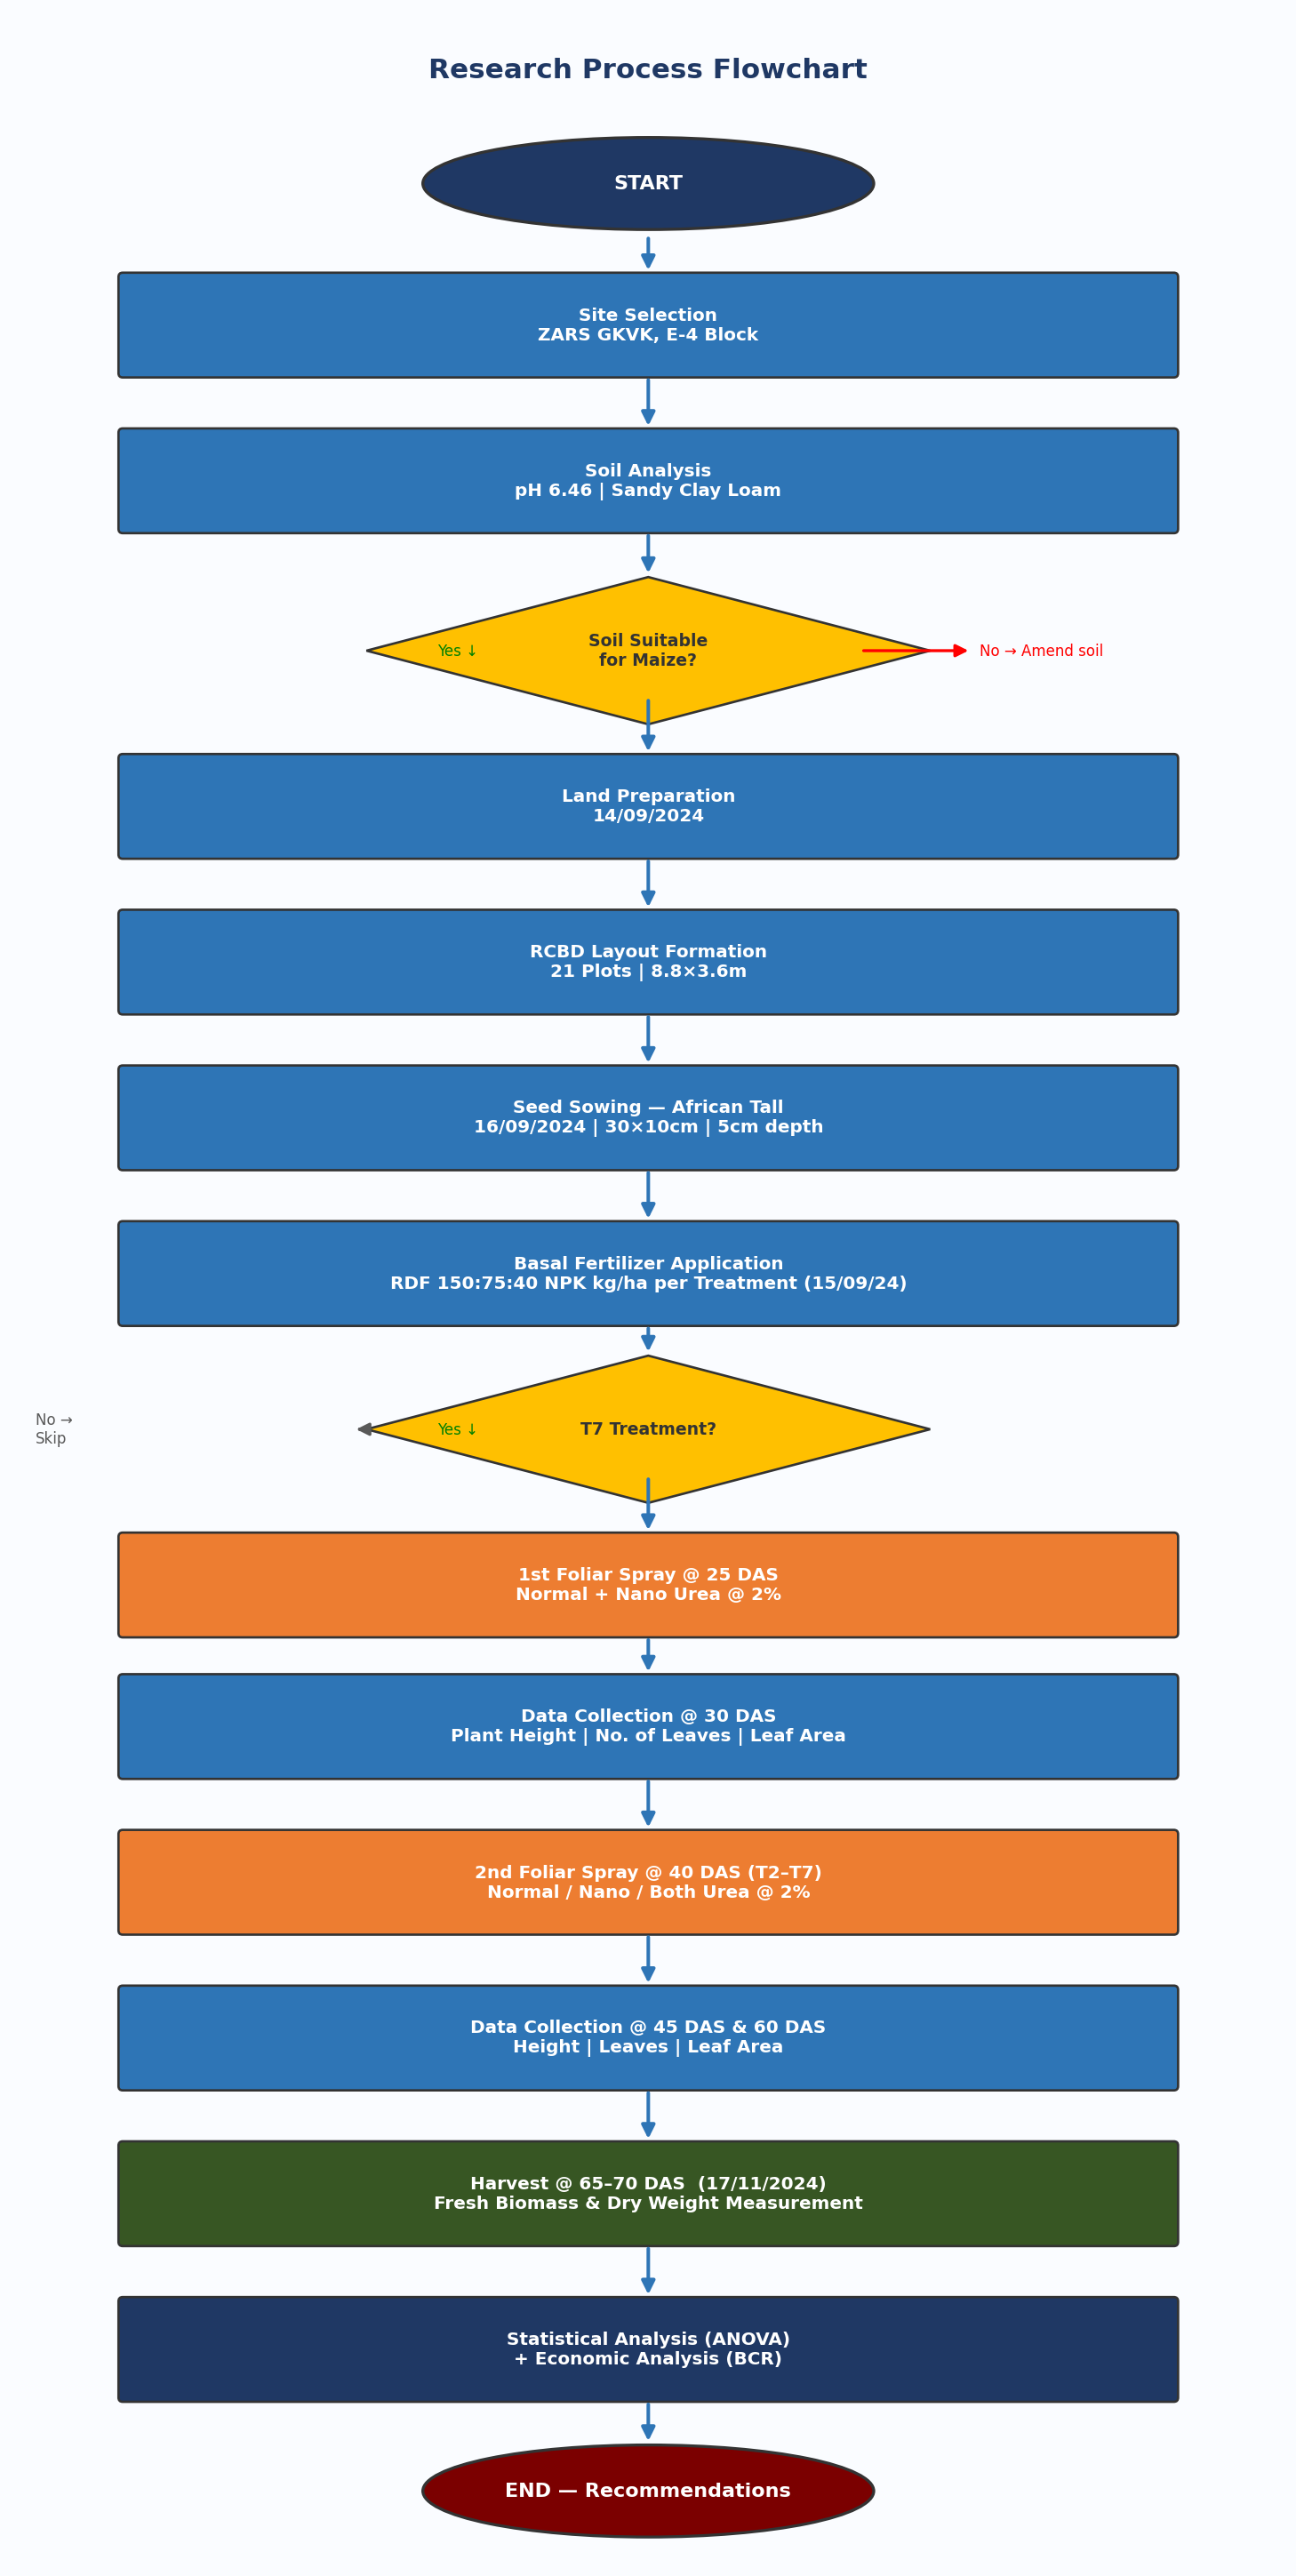 Research Process Flowchart
START
Site Selection
ZARS GKVK, E-4 Block
Soil Analysis
pH 6.46 | Sandy Clay Loam
Yes ↓
Soil Suitable
for Maize?
No → Amend soil
Land Preparation
14/09/2024
RCBD Layout Formation
21 Plots | 8.8×3.6m
Seed Sowing — African Tall
16/09/2024 | 30×10cm | 5cm depth
Basal Fertilizer Application
RDF 150:75:40 NPK kg/ha per Treatment (15/09/24)
No →
Skip
Yes ↓
T7 Treatment?
1st Foliar Spray @ 25 DAS
Normal + Nano Urea @ 2%
Data Collection @ 30 DAS
Plant Height | No. of Leaves | Leaf Area
2nd Foliar Spray @ 40 DAS (T2–T7)
Normal / Nano / Both Urea @ 2%
Data Collection @ 45 DAS & 60 DAS
Height | Leaves | Leaf Area
Harvest @ 65–70 DAS (17/11/2024)
Fresh Biomass & Dry Weight Measurement
Statistical Analysis (ANOVA)
+ Economic Analysis (BCR)
END — Recommendations